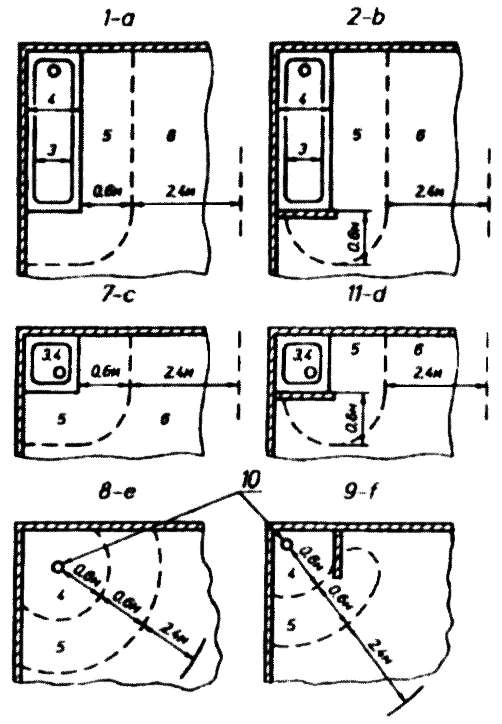 1-a 2-b
4 5 6 4 5 6
3 3
0,6м 2,4м 2,4м
0,6м
7-c 11-d
3,4 0,6м 2,4м 3,4 5 6 2,4м
5 6 0,6м
8-e 10 9-f
0,6м 0,6м
4 0,6м 4 0,6м
5 2,4м 5 2,4м